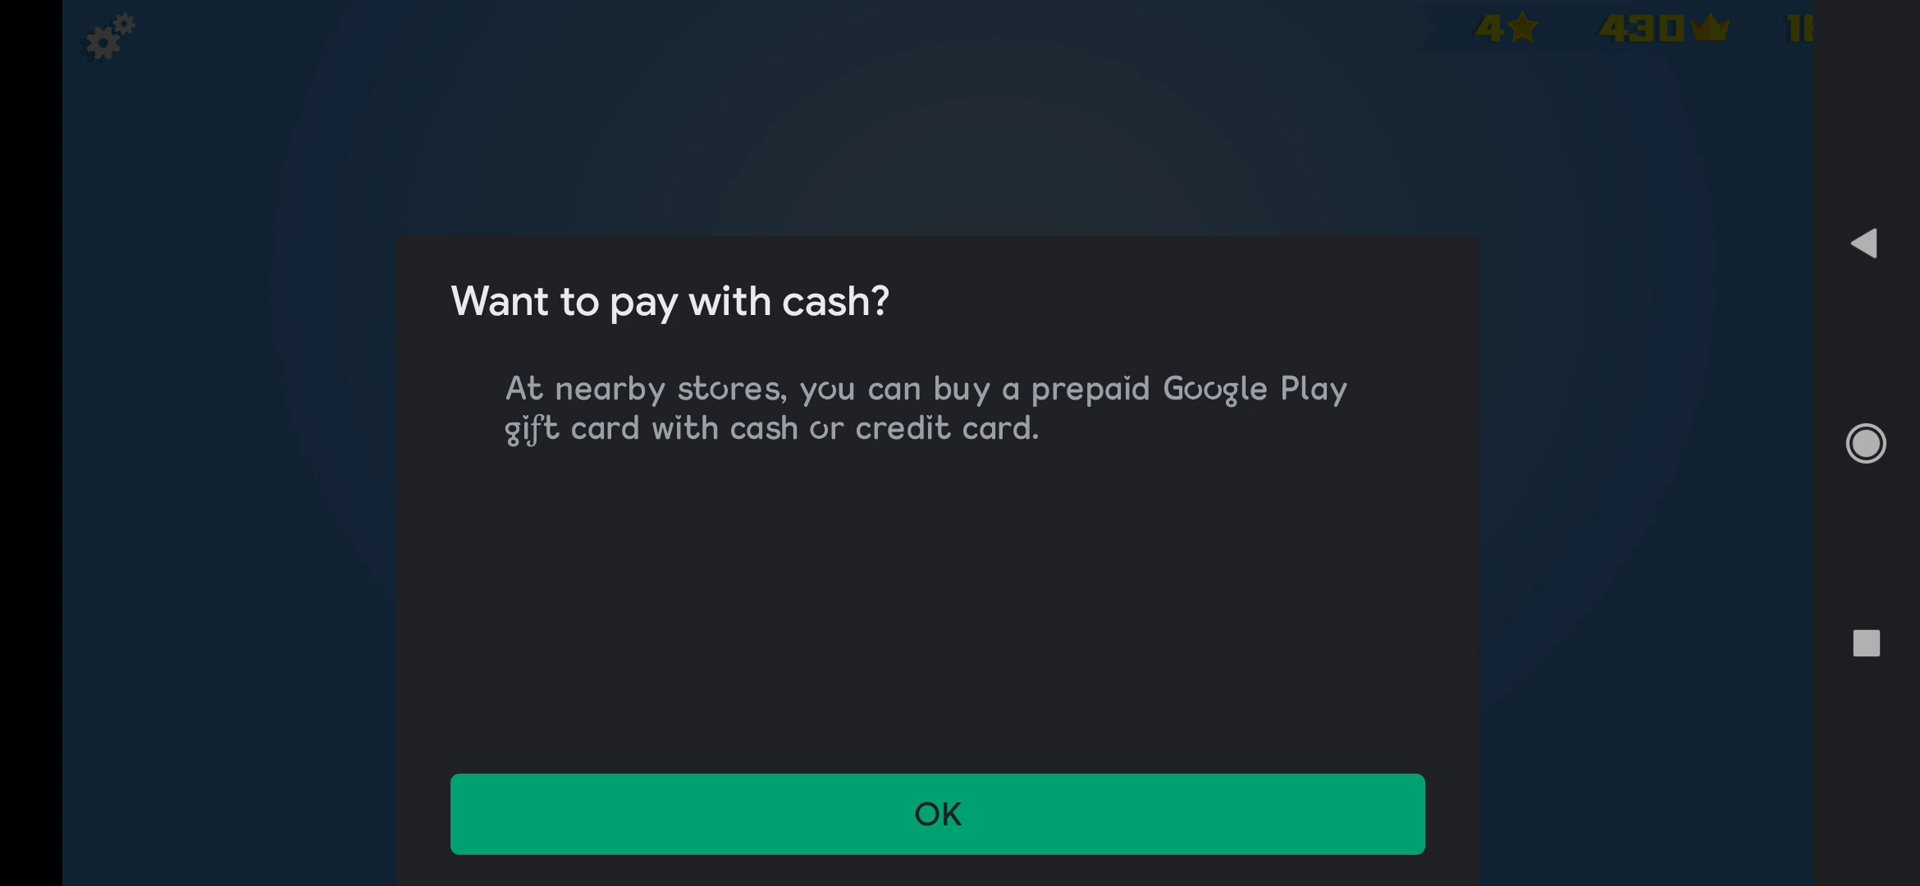 4 430
Want to pay with cash?
At nearby stores, you can buy a prepaid Google Play
gift card with cash or credit card.
OK